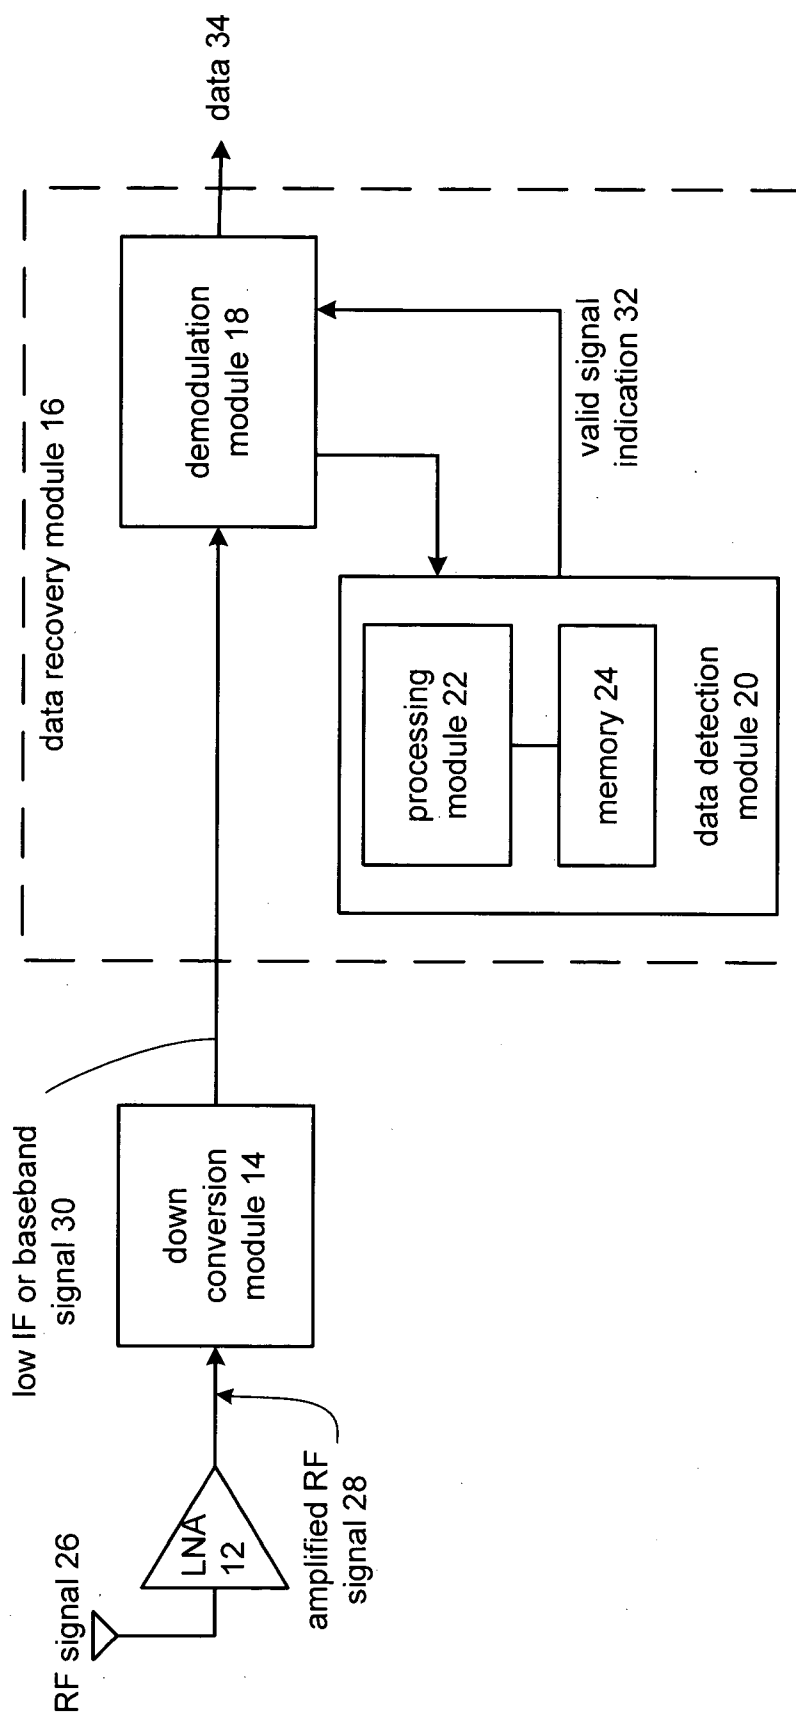 RF signal 26
LNA
12
amplified RF
signal 28
low IF or baseband
signal 30
down
conversion
module 14
data recovery module 16
demodulation
module 18
data 34
processing
module 22
memory 24
data detection
module 20
valid signal
indication 32